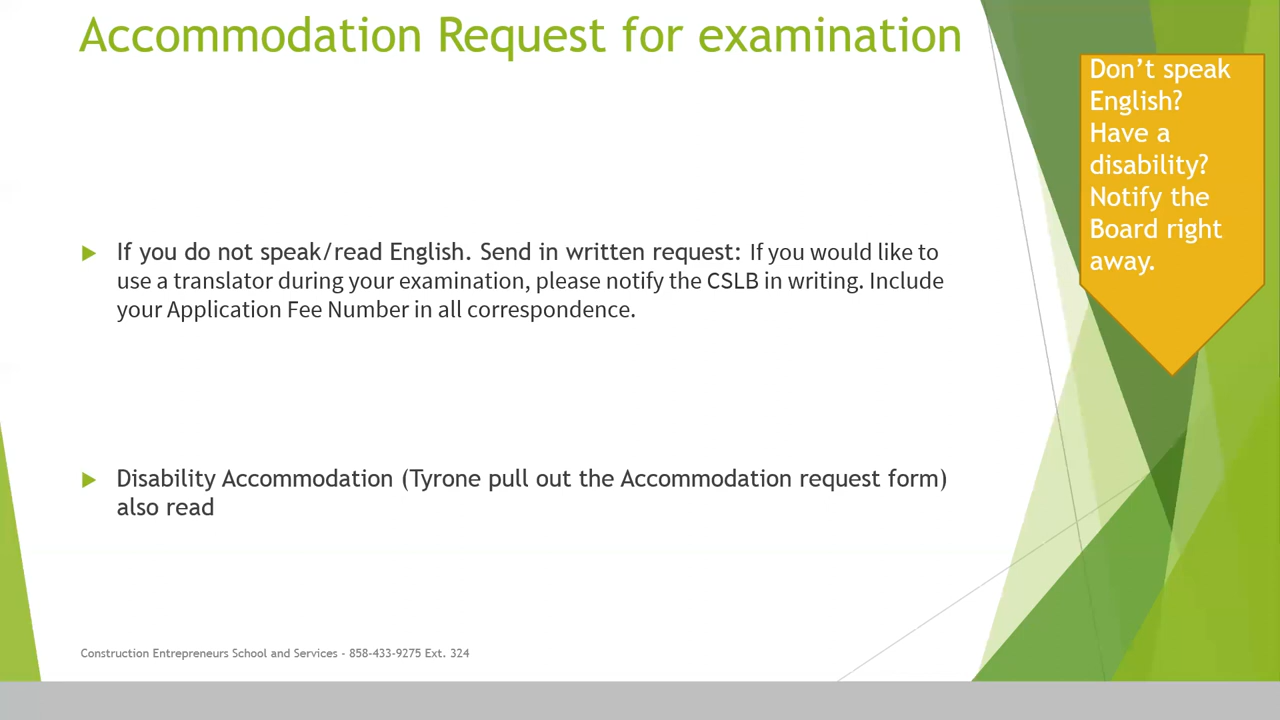 Accommodation Request for examination
Don’t speak
English?
Have a
disability?
Notify the
Board right
away.
If you do not speak/read English. Send in written request: If you would like to
use a translator during your examination, please notify the CSLB in writing. Include
your Application Fee Number in all correspondence.
Disability Accommodation (Tyrone pull out the Accommodation request form)
also read
Construction Entrepreneurs School and Services - 858-433-9275 Ext. 324